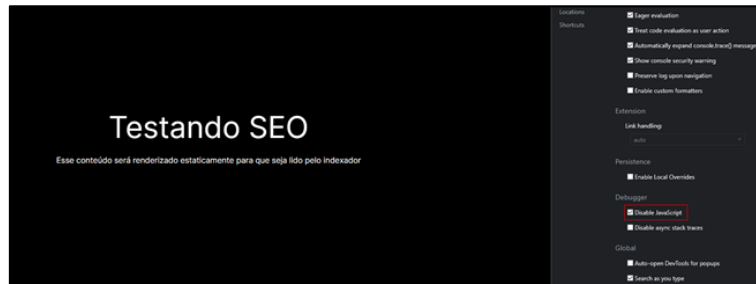 Testando SEO
Esse conteúdo será renderizado estaticamente para que seja lido pelo indexador
Locations
Shortcuts
Eager evaluation
Treat code evaluation as user action
Automatically expand console.trace() message
Show console security warning
Preserve log upon navigation
Enable custom formatters
Extension
Link handling:
auto
Persistence
Enable Local Overrides
Debugger
Disable JavaScript
Disable async stack traces
Global
Auto-open DevTools for popups
Search as you type